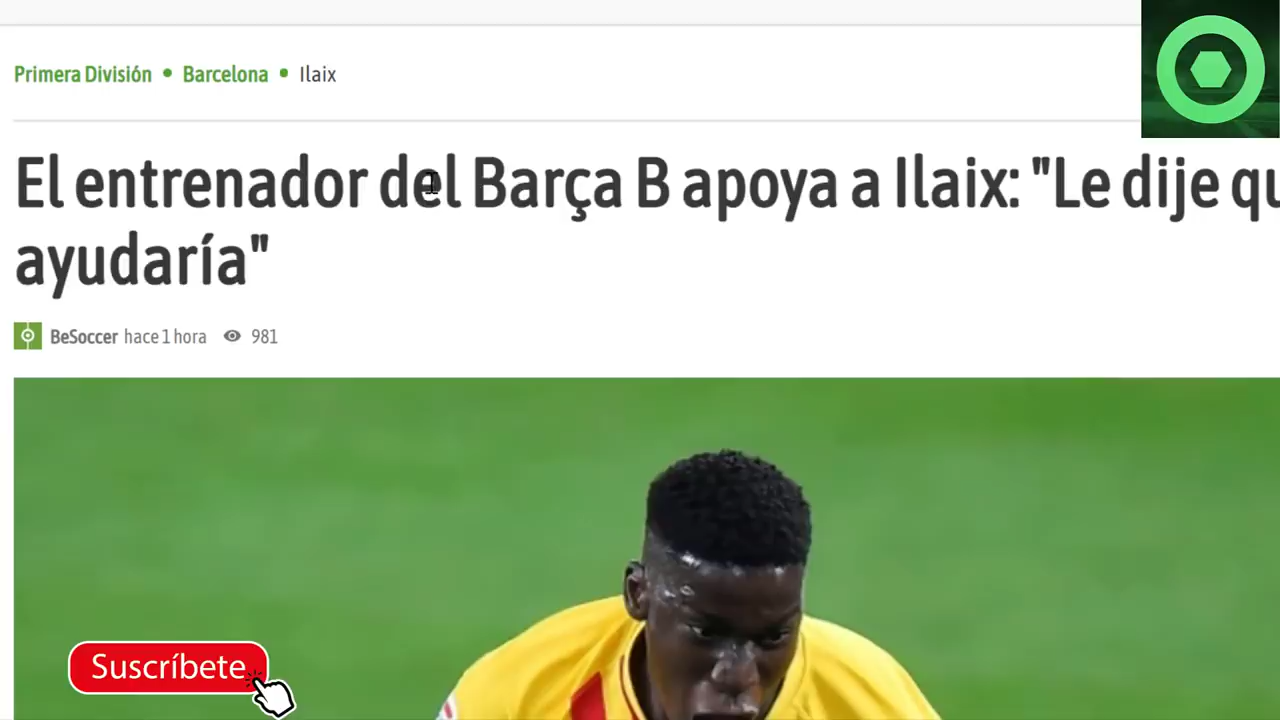 Primera División • Barcelona • Ilaix
El entrenador del Barça B apoya a Ilaix: "Le dije
ayudaría"
BeSoccer hace 1 hora 981
Suscríbete